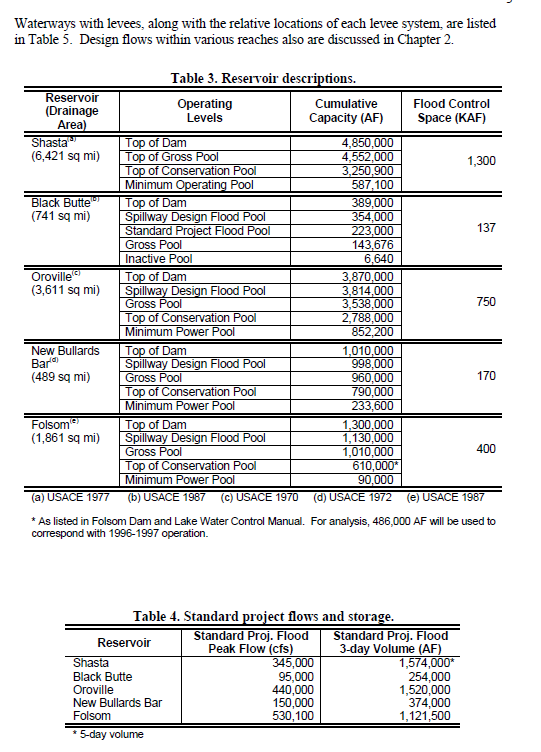 Waterways with levees, along with the relative locations of each levee system, are listed
in Table 5. Design flows within various reaches also are discussed in Chapter 2.
Table 3. Reservoir descriptions.
Reservoir (Drainage Area) Operating Levels Cumulative Capacity (AF) Flood Control Space (KAF)
Shasta(a) Top of Dam 4,850,000
(6,421 sq mi) Top of Gross Pool 4,552,000 1,300
Top of Conservation Pool 3,250,900
Minimum Operating Pool 587,100
Black Butte(b) Top of Dam 389,000
(741 sq mi) Spillway Design Flood Pool 354,000
Standard Project Flood Pool 223,000 137
Gross Pool 143,676
Inactive Pool 6,640
Oroville(c) Top of Dam 3,870,000
(3,611 sq mi) Spillway Design Flood Pool 3,814,000
Gross Pool 3,538,000 750
Top of Conservation Pool 2,788,000
Minimum Power Pool 852,200
New Bullards Top of Dam 1,010,000
Bar(d) Spillway Design Flood Pool 998,000
(489 sq mi) Gross Pool 960,000 170
Top of Conservation Pool 790,000
Minimum Power Pool 233,600
Folsom(e) Top of Dam 1,300,000
(1,861 sq mi) Spillway Design Flood Pool 1,130,000
Gross Pool 1,010,000 400
Top of Conservation Pool 610,000*
Minimum Power Pool 90,000
(a) USACE 1977 (b) USACE 1987 (c) USACE 1970 (d) USACE 1972 (e) USACE 1987
* As listed in Folsom Dam and Lake Water Control Manual. For analysis, 486,000 AF will be used to
correspond with 1996-1997 operation.
Table 4. Standard project flows and storage.
Reservoir Standard Proj. Flood Peak Flow (cfs) Standard Proj. Flood 3-day Volume (AF)
Shasta 345,000 1,574,000*
Black Butte 95,000 254,000
Oroville 440,000 1,520,000
New Bullards Bar 150,000 374,000
Folsom 530,100 1,121,500
* 5-day volume